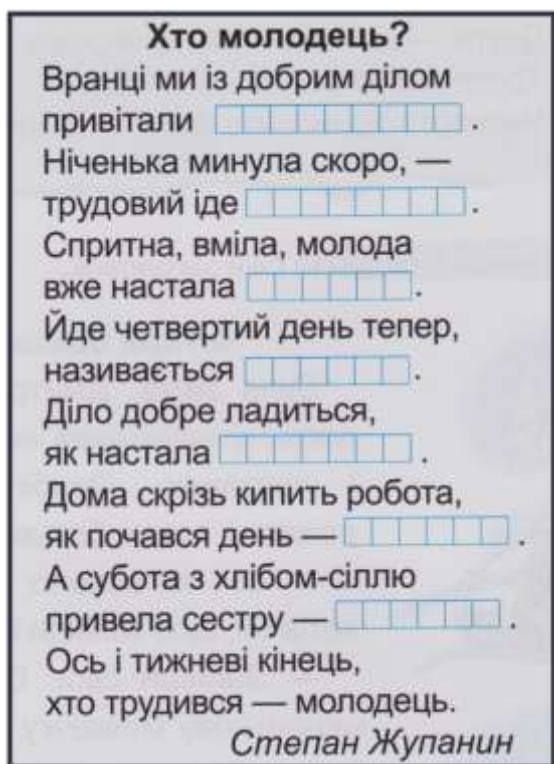 Хто молодець?
Вранці ми із добрим ділом
привітали .
Ніченька минула скоро, —
трудовий іде .
Спритна, вміла, молода
вже настала .
Йде четвертий день тепер,
називається .
Діло добре ладиться,
як настала .
Дома скрізь кипить робота,
як почався день — .
А субота з хлібом-сіллю
привела сестру — .
Ось і тижневі кінець,
хто трудився — молодець.
Степан Жупанин